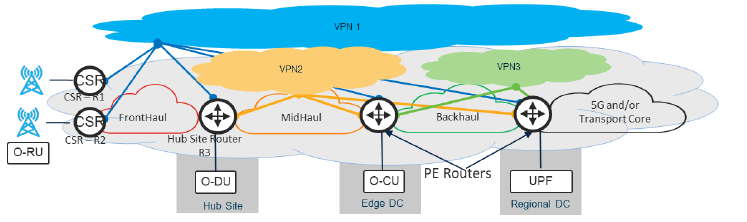 VPN 1
VPN2
VPN3
CSR
CSR-R1
CSR
CSR-R2
FrontHaul
Hub Site Router
R3
MidHaul
Backhaul
5G and/or
Transport Core
PE Routers
O-RU
O-DU
O-CU
UPF
Hub Site
Edge DC
Regional DC